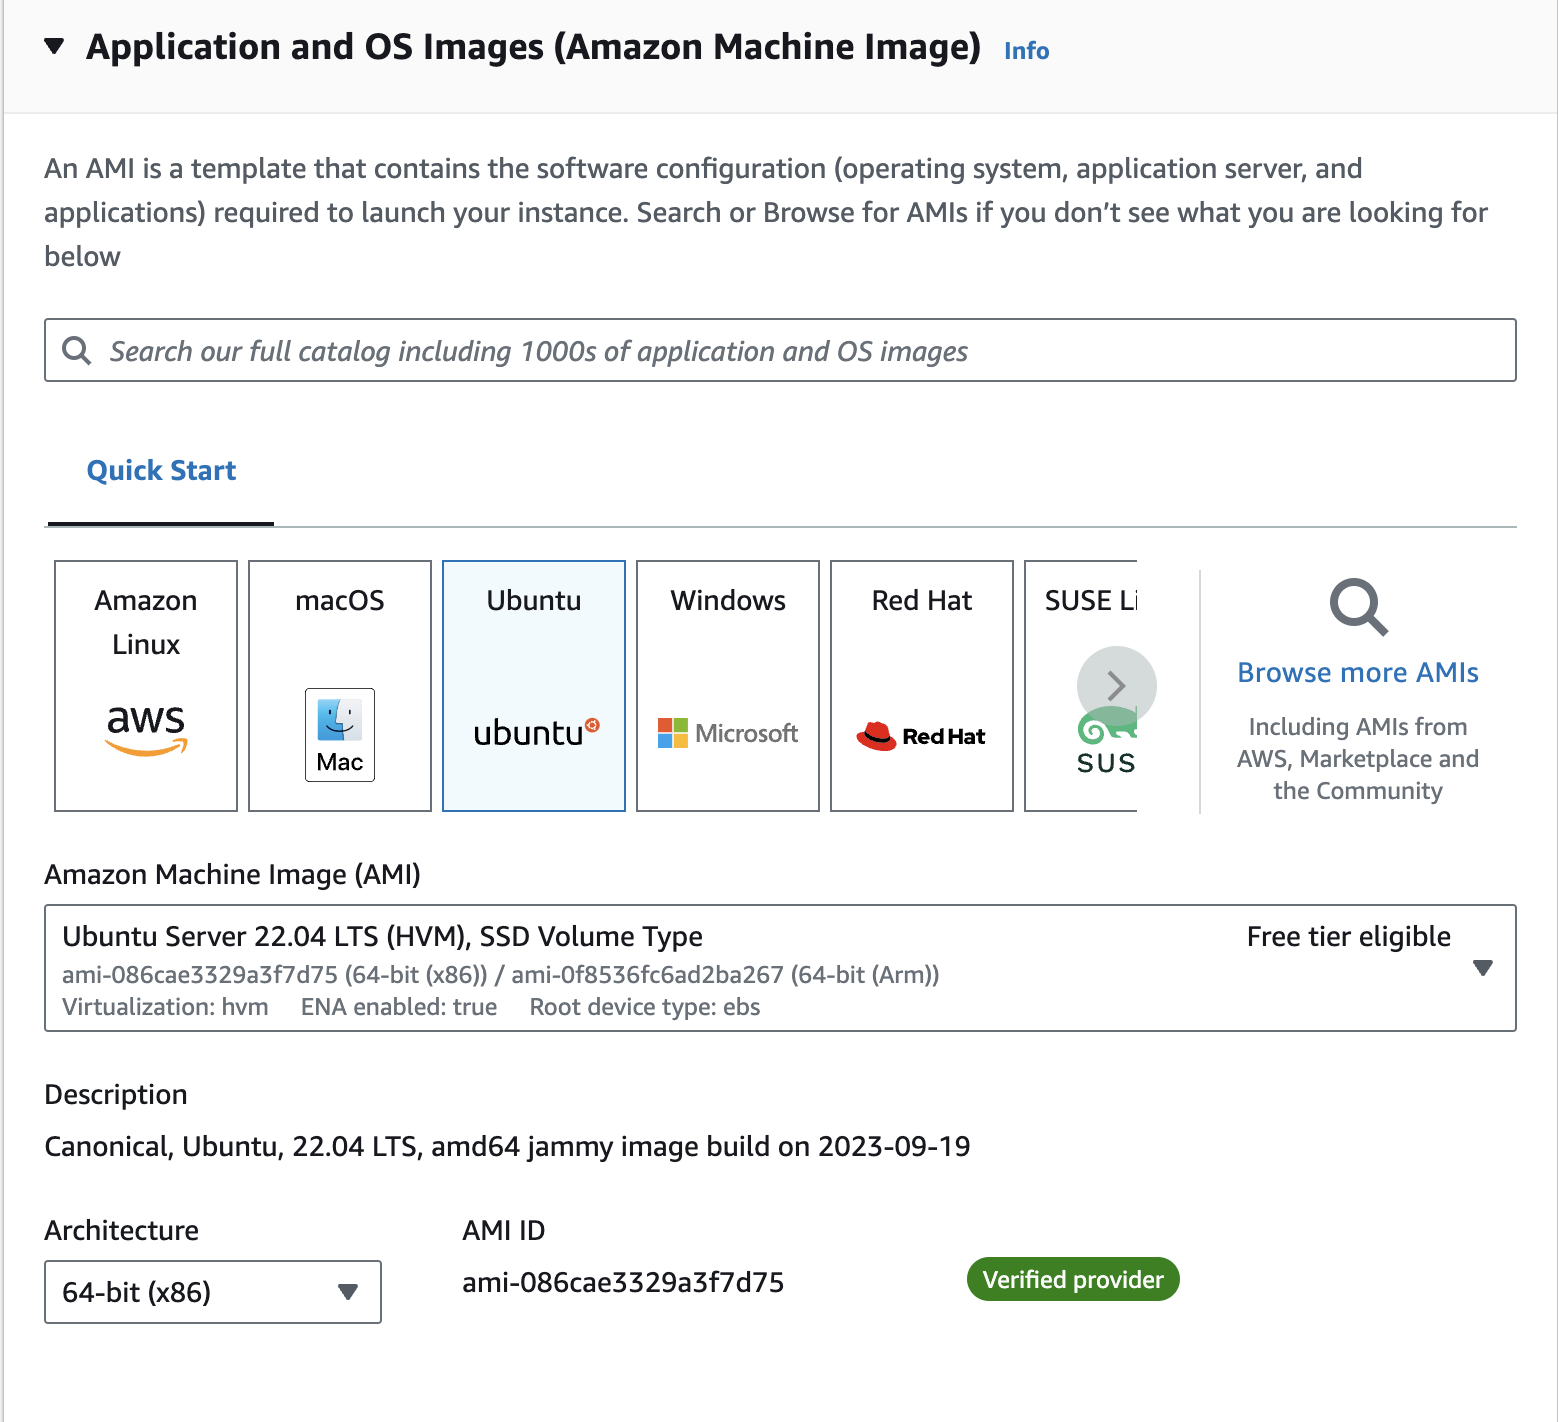 Application and OS Images (Amazon Machine Image) Info
An AMI is a template that contains the software configuration (operating system, application server, and
applications) required to launch your instance. Search or Browse for AMIs if you don’t see what you are looking for
below
Search our full catalog including 1000s of application and OS images
Quick Start
Amazon
Linux
aws
macOS
Mac
Ubuntu
ubuntu
Windows
Microsoft
Red Hat
Red Hat
SUSE Li
SUS
Browse more AMIs
Including AMIs from
AWS, Marketplace and
the Community
Amazon Machine Image (AMI)
Ubuntu Server 22.04 LTS (HVM), SSD Volume Type Free tier eligible
ami-086cae3329a3f7d75 (64-bit (x86)) / ami-0f8536fc6ad2ba267 (64-bit (Arm))
Virtualization: hvm ENA enabled: true Root device type: ebs
Description
Canonical, Ubuntu, 22.04 LTS, amd64 jammy image build on 2023-09-19
Architecture
64-bit (x86)
AMI ID
ami-086cae3329a3f7d75
Verified provider